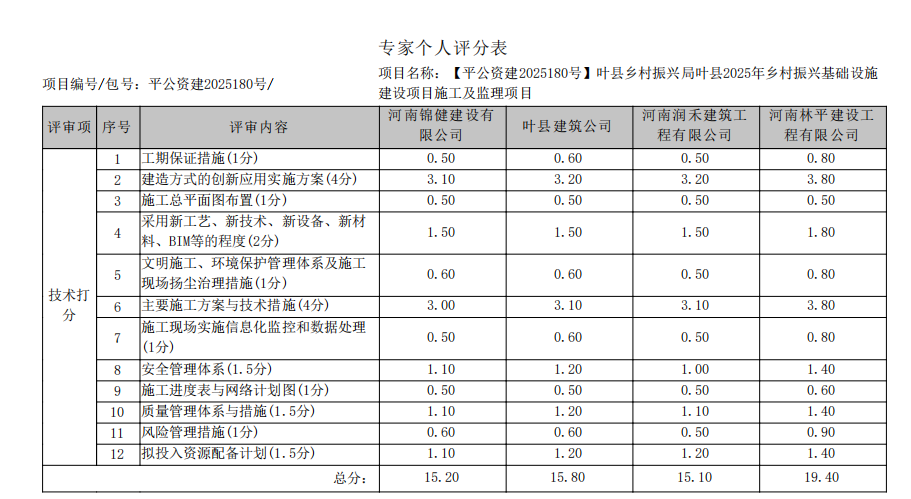 专家个人评分表
项目编号/包号：平公资建2025180号/
项目名称：【平公资建2025180号】叶县乡村振兴局叶县2025年乡村振兴基础设施
建设项目施工及监理项目
评审项 序号 评审内容 河南锦健建设有限公司 叶县建筑公司 河南润禾建筑工程有限公司 河南林平建设工程有限公司
技术打分
1 工期保证措施(1分) 0.50 0.60 0.50 0.80
2 建造方式的创新应用实施方案(4分) 3.10 3.20 3.20 3.80
3 施工总平面图布置(1分) 0.50 0.50 0.50 0.50
4 采用新工艺、新技术、新设备、新材料、BIM等的程度(2分) 1.50 1.50 1.50 1.80
5 文明施工、环境保护管理体系及施工现场扬尘治理措施(1分) 0.60 0.60 0.50 0.80
6 主要施工方案与技术措施(4分) 3.00 3.10 3.10 3.80
7 施工现场实施信息化监控和数据处理(1分) 0.50 0.60 0.50 0.80
8 安全管理体系(1.5分) 1.10 1.20 1.00 1.40
9 施工进度表与网络计划图(1分) 0.50 0.50 0.50 0.60
10 质量管理体系与措施(1.5分) 1.10 1.20 1.10 1.40
11 风险管理措施(1分) 0.60 0.60 0.50 0.90
12 拟投入资源配备计划(1.5分) 1.10 1.20 1.20 1.40
总分： 15.20 15.80 15.10 19.40